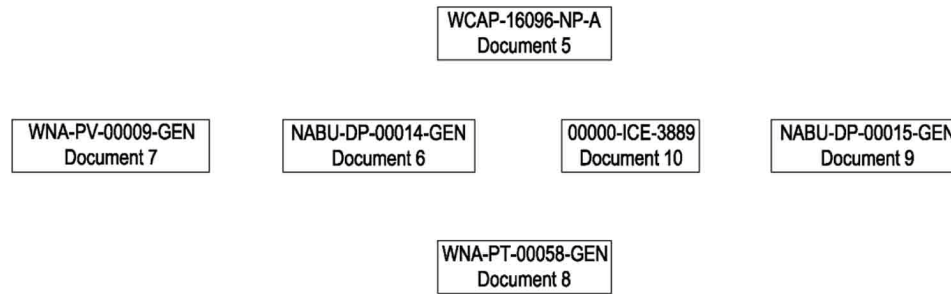 WCAP-16096-NP-A
Document 5
WNA-PV-00009-GEN
Document 7
NABU-DP-00014-GEN
Document 6
00000-ICE-3889
Document 10
NABU-DP-00015-GEN
Document 9
WNA-PT-00058-GEN
Document 8